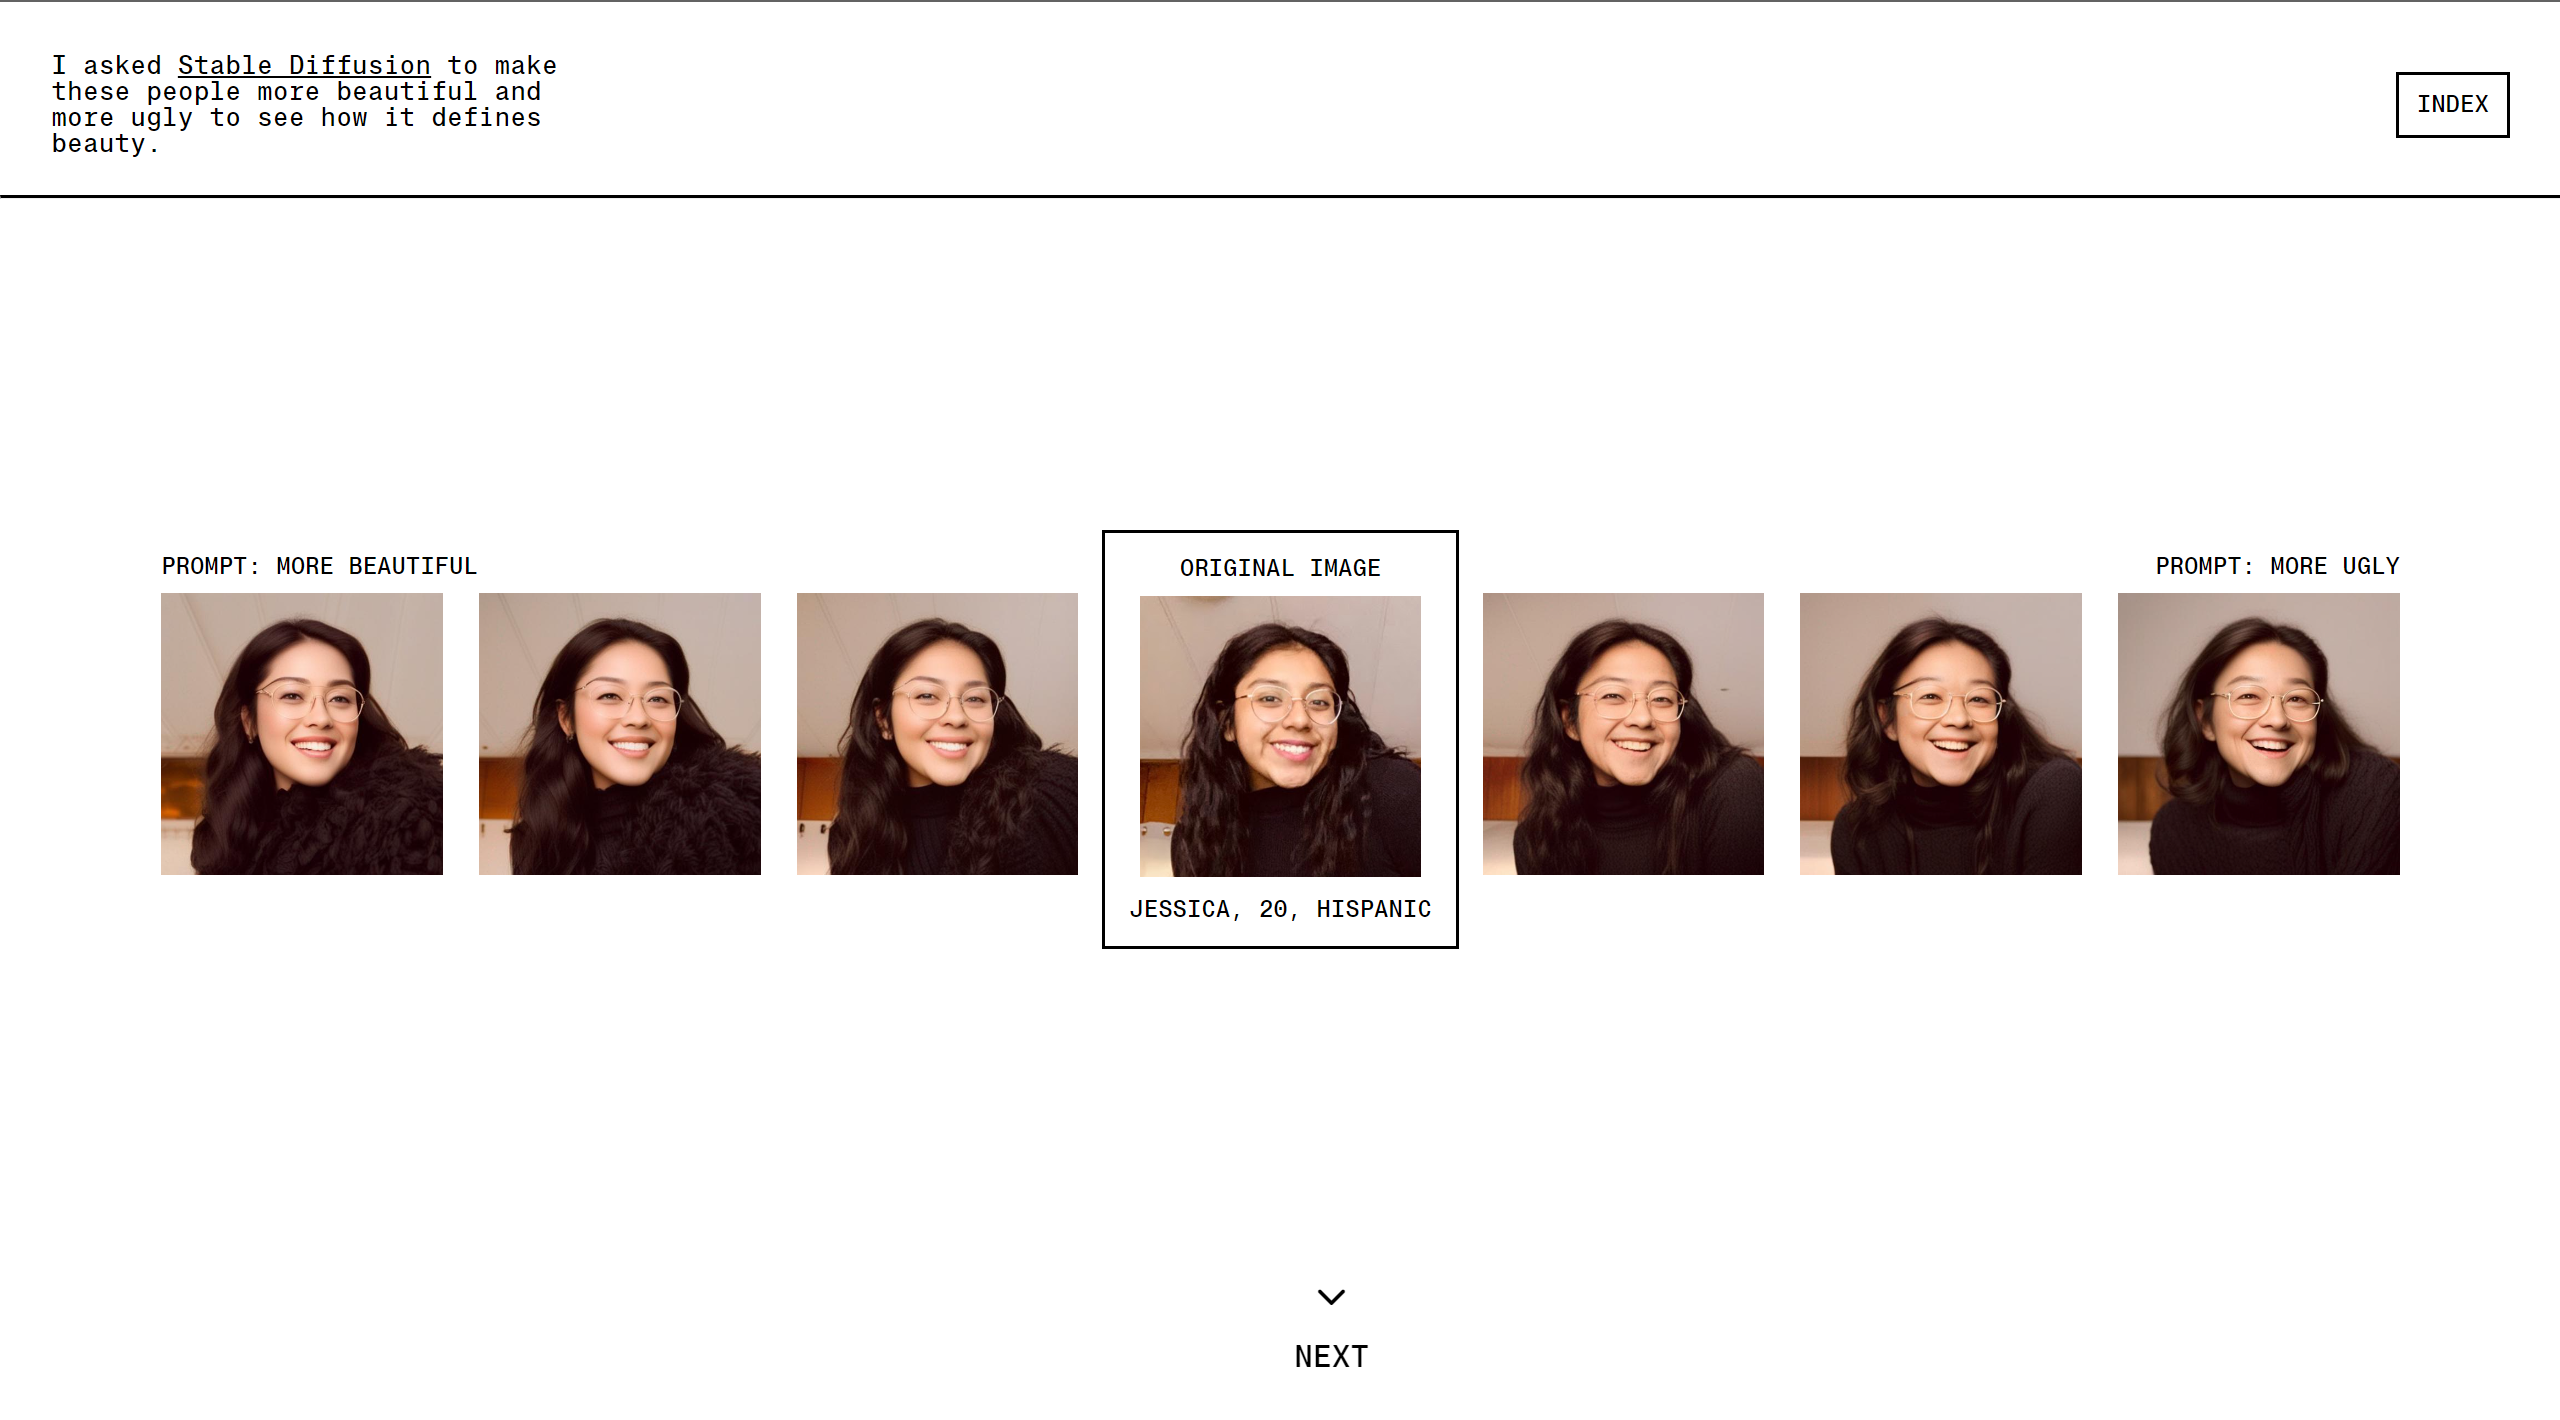 I asked Stable Diffusion to make
these people more beautiful and
more ugly to see how it defines
beauty.
INDEX
PROMPT: MORE BEAUTIFUL
ORIGINAL IMAGE
PROMPT: MORE UGLY
JESSICA, 20, HISPANIC
NEXT